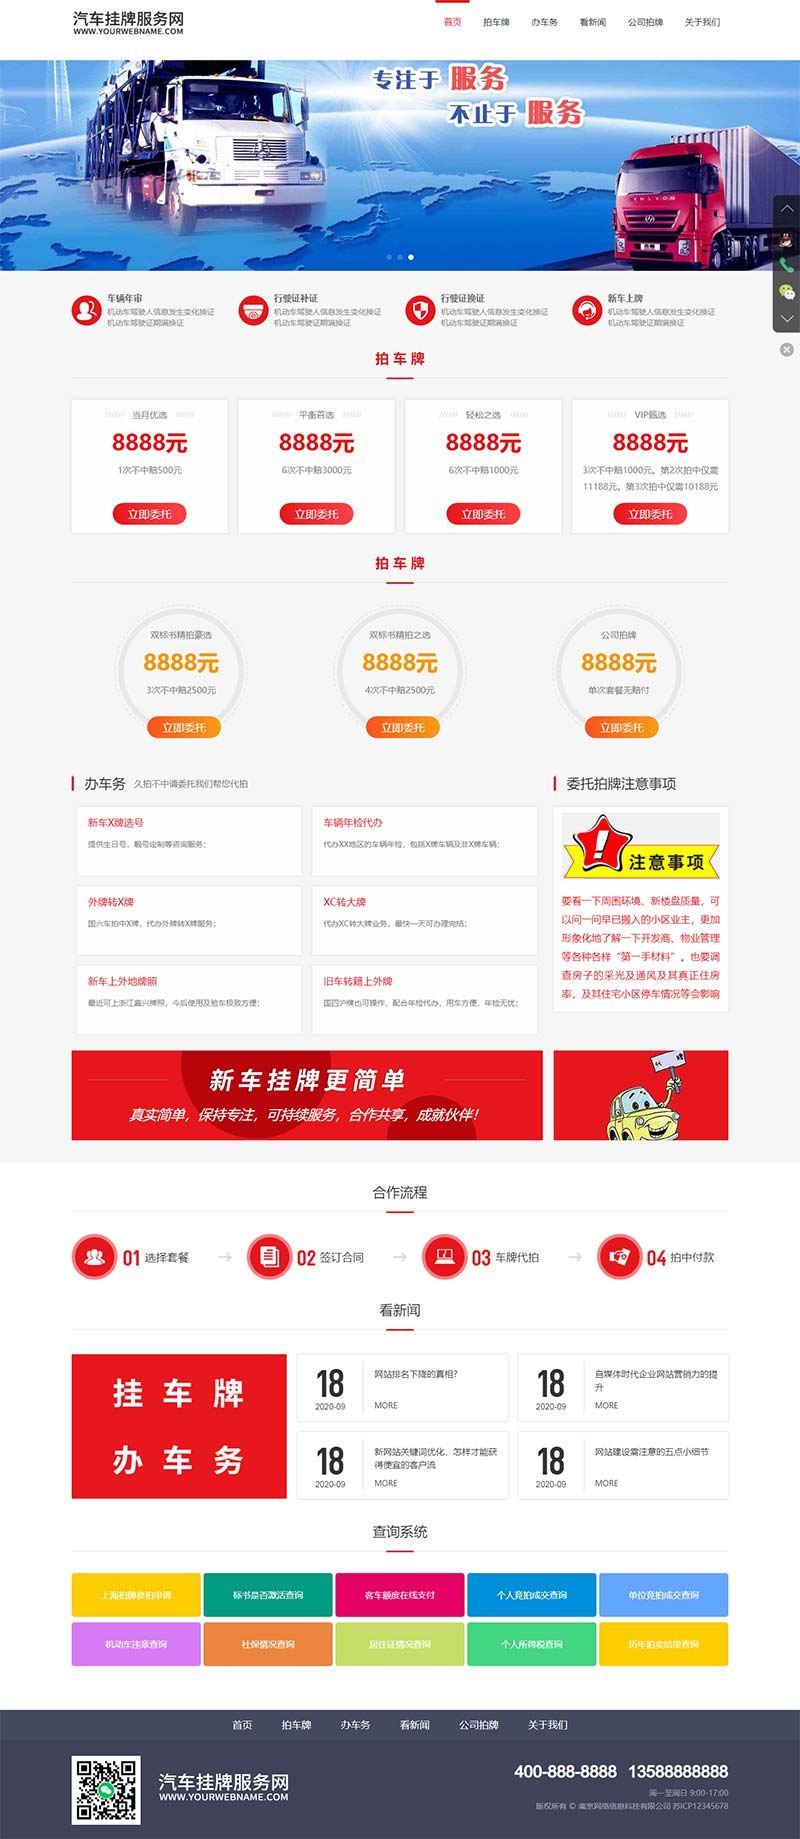 汽车挂牌服务网
WWW.YOURWEBNAME.COM
首页 拍车牌 办车务 看新闻 公司拍牌 关于我们
专注于 服务
不止于 服务
车辆年审
机动车驾驶人信息发生变化换证
机动车驾驶证期满换证
行驶证补证
机动车驾驶人信息发生变化换证
机动车驾驶证期满换证
行驶证换证
机动车驾驶人信息发生变化换证
机动车驾驶证期满换证
新车上牌
机动车驾驶人信息发生变化换证
机动车驾驶证期满换证
拍车牌
当月优选
8888元
1次不中赔500元
立即委托
平衡首选
8888元
6次不中赔3000元
立即委托
轻松之选
8888元
6次不中赔1000元
立即委托
VIP甄选
8888元
3次不中赔1000元。第2次拍中仅需
11188元。第3次拍中仅需10188元
立即委托
拍车牌
双标书精拍豪选
8888元
3次不中赔2500元
立即委托
双标书精拍之选
8888元
4次不中赔2500元
立即委托
公司拍牌
8888元
单次套餐无赔付
立即委托
办车务 久拍不中请委托我们帮您代拍
新车X牌选号
提供生日号，靓号定制等咨询服务；
车辆年检代办
代办XX地区的车辆年检，包括X牌车辆及非X牌车辆；
外牌转X牌
国六车拍中X牌，代办外牌转X牌服务；
XC转大牌
代办XC转大牌业务，最快一天可办理完结；
新车上外地牌照
最近可上浙江嘉兴牌照，今后使用及验车极致方便；
旧车转籍上外牌
国四沪牌也可操作，配合年检代办，用车方便，年检无忧；
委托拍牌注意事项
注意事项
要看一下周围环境、新楼盘质量，可
以问一问早已搬入的小区业主，更加
形象化地了解一下开发商、物业管理
等各种各样“第一手材料”。也要调
查房子的采光及通风及其真正住房
率，及其住宅小区停车情况等会影响
新车挂牌更简单
真实简单，保持专注，可持续服务，合作共享，成就伙伴！
代牌
合作流程
01 选择套餐
02 签订合同
03 车牌代拍
04 拍中付款
看新闻
挂车牌
办车务
18
2020-09
网站排名下降的真相？
MORE
18
2020-09
自媒体时代企业网站营销力的提
升
MORE
18
2020-09
新网站关键词优化，怎样才能获
得便宜的客户流
MORE
18
2020-09
网站建设需注意的五点小细节
MORE
查询系统
上海拍牌参拍申请 标书是否激活查询 客车额度在线支付 个人竞拍成交查询 单位竞拍成交查询
机动车违章查询 社保情况查询 居住证情况查询 个人所得税查询 历年拍卖结果查询
首页 拍车牌 办车务 看新闻 公司拍牌 关于我们
汽车挂牌服务网
WWW.YOURWEBNAME.COM
400-888-8888 13588888888
周一至周日 9:00-17:00
版权所有 © 南京网络信息科技有限公司 苏ICP12345678